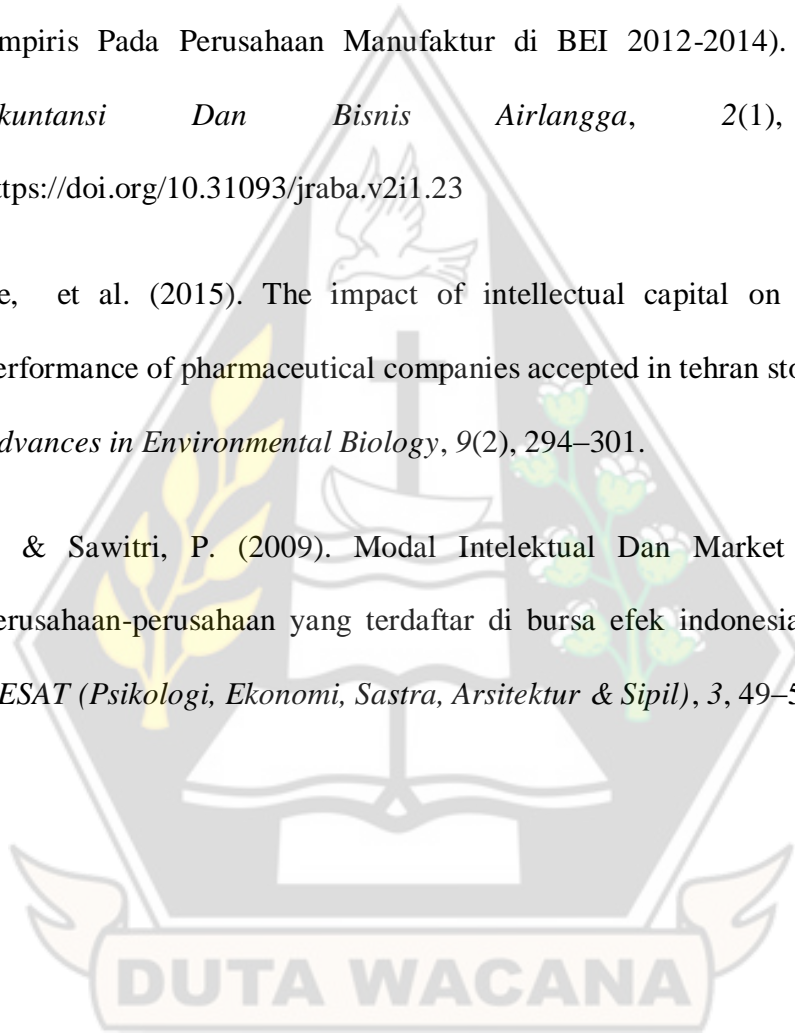 mpiris Pada Perusahaan Manufaktur di BEI 2012-2014).
kuntansi Dan Bisnis Airlangga, 2(1),
ttps://doi.org/10.31093/jraba.v2i1.23
e, et al. (2015). The impact of intellectual capital on
erformance of pharmaceutical companies accepted in tehran sto
dvances in Environmental Biology, 9(2), 294–301.
& Sawitri, P. (2009). Modal Intelektual Dan Market
erusahaan-perusahaan yang terdaftar di bursa efek indonesia
ESAT (Psikologi, Ekonomi, Sastra, Arsitektur & Sipil), 3, 49–5
DUTA WACANA